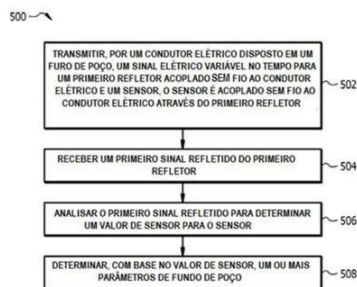 500
TRANSMITIR, POR UM CONDUTOR ELÉTRICO DISPOSTO EM UM
FURO DE POÇO, UM SINAL ELÉTRICO VARIÁVEL NO TEMPO PARA
UM PRIMEIRO REFLETOR ACOPLADO SEM FIO AO CONDUTOR
ELÉTRICO E UM SENSOR, O SENSOR É ACOPLADO SEM FIO AO
CONDUTOR ELÉTRICO ATRAVÉS DO PRIMEIRO REFLETOR
502
RECEBER UM PRIMEIRO SINAL REFLETIDO DO PRIMEIRO
REFLETOR
504
ANALISAR O PRIMEIRO SINAL REFLETIDO PARA DETERMINAR
UM VALOR DE SENSOR PARA O SENSOR
506
DETERMINAR, COM BASE NO VALOR DE SENSOR, UM OU MAIS
PARÂMETROS DE FUNDO DE POÇO
508